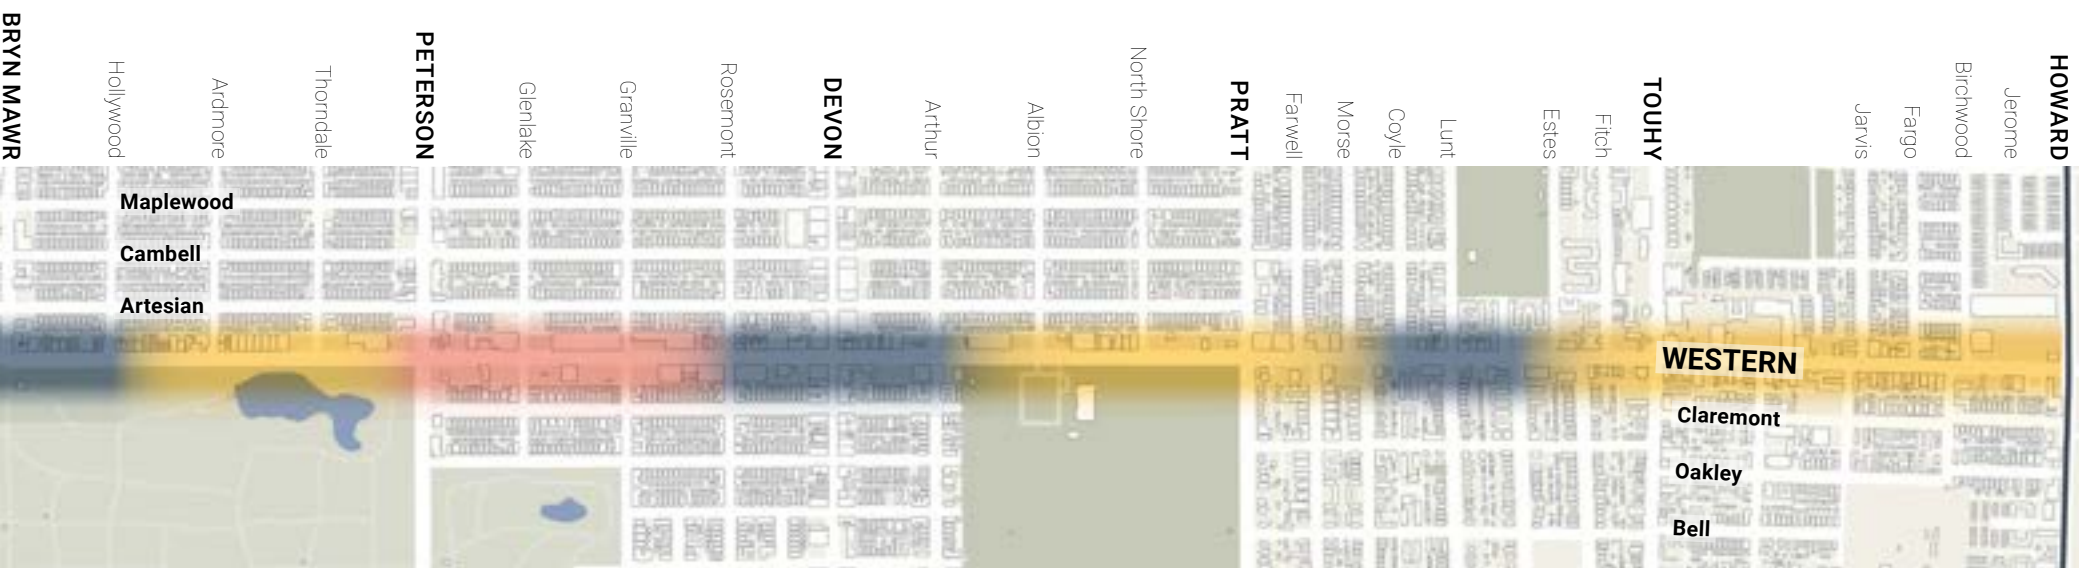 BRYN MAWR
Hollywood
Ardmore
Thorndale
PETERSON
Glenlake
Granville
Rosemont
DEVON
Arthur
Albion
North Shore
PRATT
Farwell
Morse
Coyle
Lunt
Estes
Fitch
TOUHY
Jarvis
Fargo
Birchwood
Jerome
HOWARD
Maplewood
Cambell
Artesian
WESTERN
Claremont
Oakley
Bell